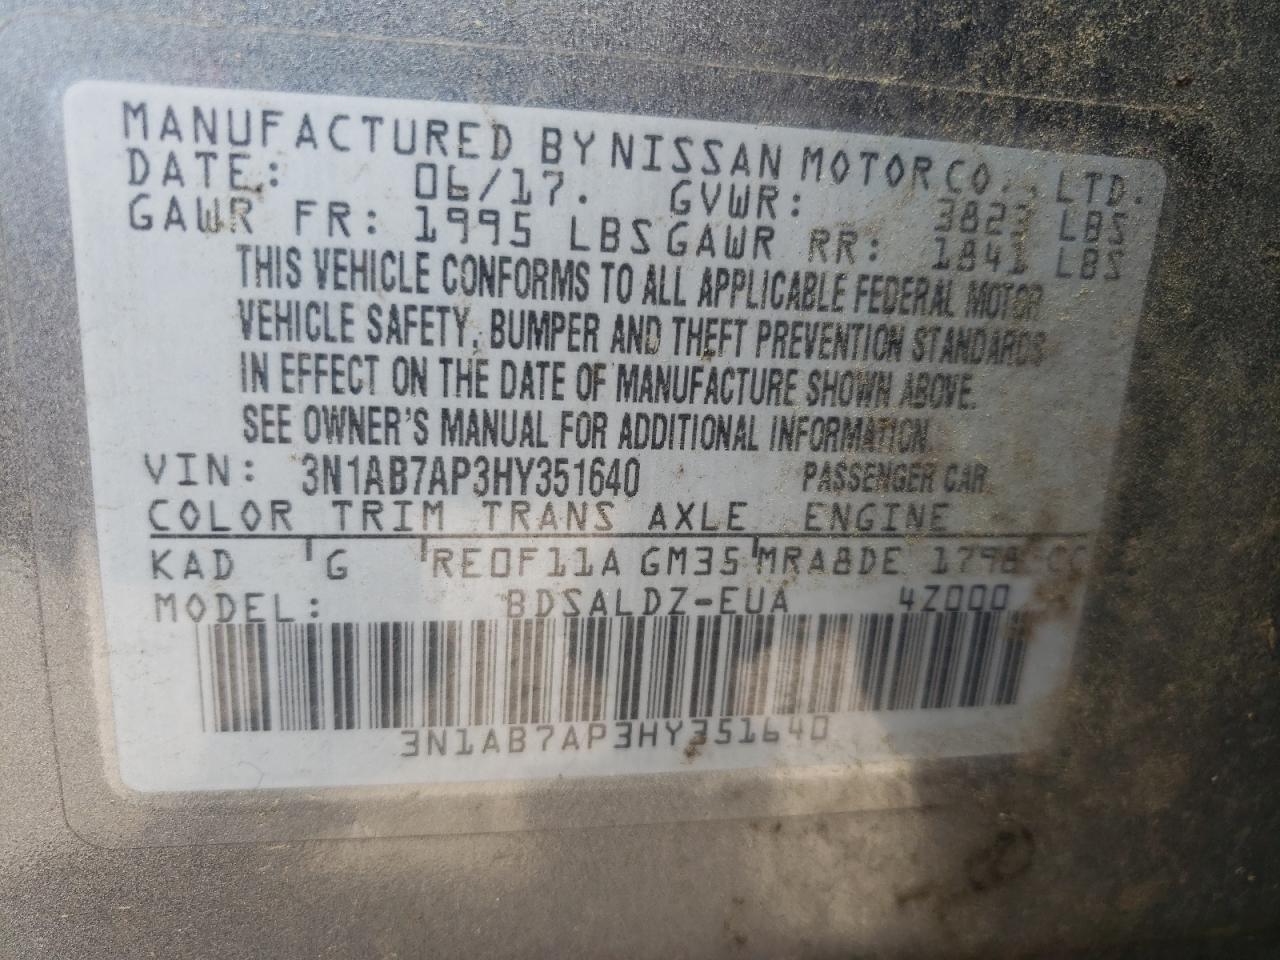 MANUFACTURED BY NISSAN MOTOR CO., LTD.
DATE: 06/17. GVWR: 3823 LBS
GAWR FR: 1995 LBS GAWR RR: 1841 LBS
THIS VEHICLE CONFORMS TO ALL APPLICABLE FEDERAL MOTOR
VEHICLE SAFETY, BUMPER AND THEFT PREVENTION STANDARDS
IN EFFECT ON THE DATE OF MANUFACTURE SHOWN ABOVE.
SEE OWNER'S MANUAL FOR ADDITIONAL INFORMATION.
VIN: 3N1AB7AP3HY351640 PASSENGER CAR
COLOR TRIM TRANS AXLE ENGINE
KAD G RE0F11A GM35 MRA8DE 1798 CC
MODEL: BDSALDZ-EUA 4Z000
3N1AB7AP3HY351640